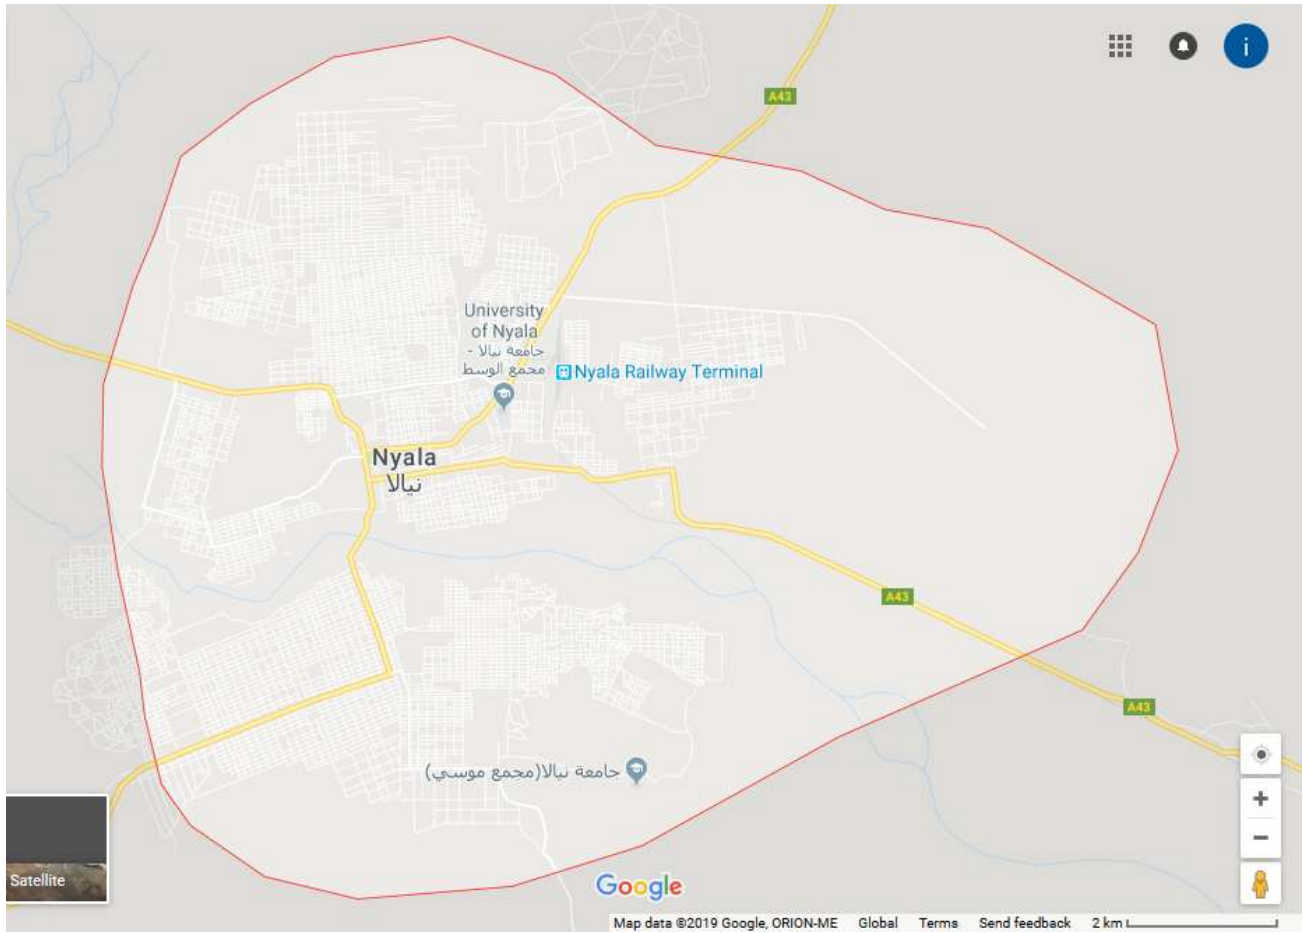 i
A43
University
of Nyala
جامعة نيالا -
مجمع الوسط
Nyala Railway Terminal
Nyala
نيالا
A43
A43
جامعة نيالا(مجمع موسي)
Satellite
Google
Map data ©2019 Google, ORION-ME Global Terms Send feedback 2 km